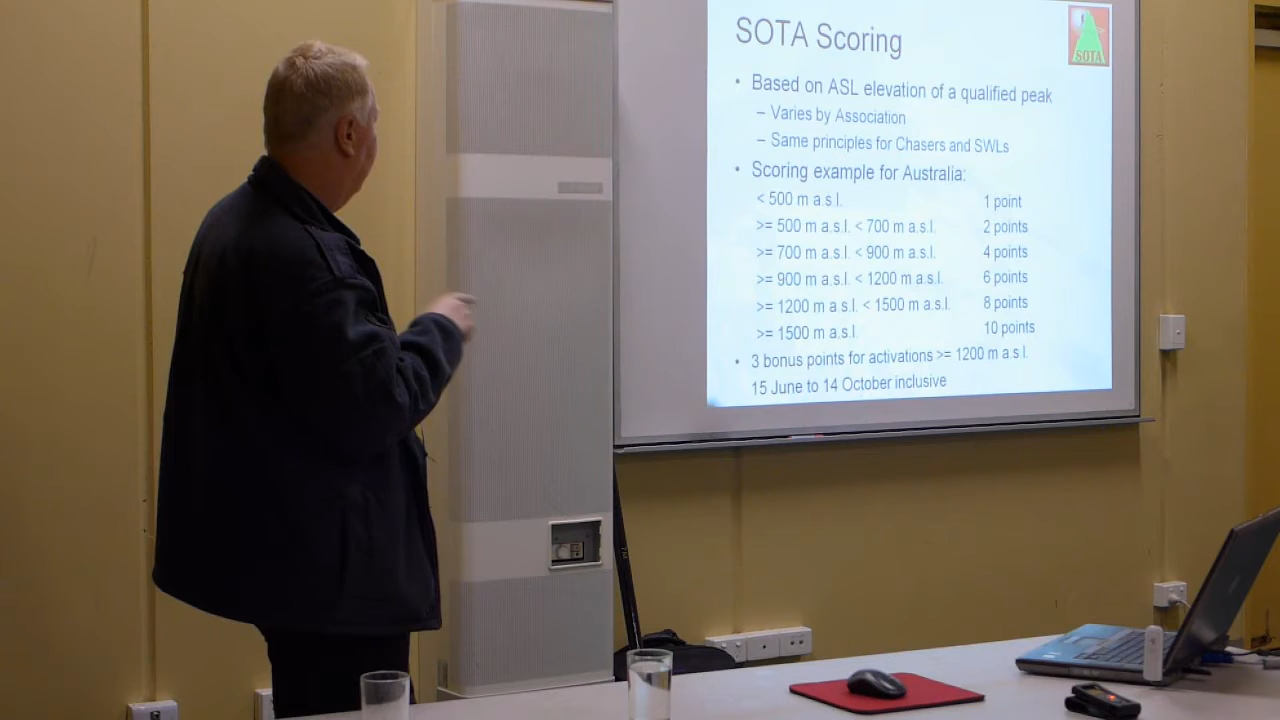 SOTA Scoring
SOTA
• Based on ASL elevation of a qualified peak
– Varies by Association
– Same principles for Chasers and SWLs
• Scoring example for Australia:
< 500 m a.s.l. 1 point
>= 500 m a.s.l. < 700 m a.s.l. 2 points
>= 700 m a.s.l. < 900 m a.s.l. 4 points
>= 900 m a.s.l. < 1200 m a.s.l. 6 points
>= 1200 m a.s.l. < 1500 m a.s.l. 8 points
>= 1500 m a.s.l. 10 points
• 3 bonus points for activations >= 1200 m a.s.l.
15 June to 14 October inclusive